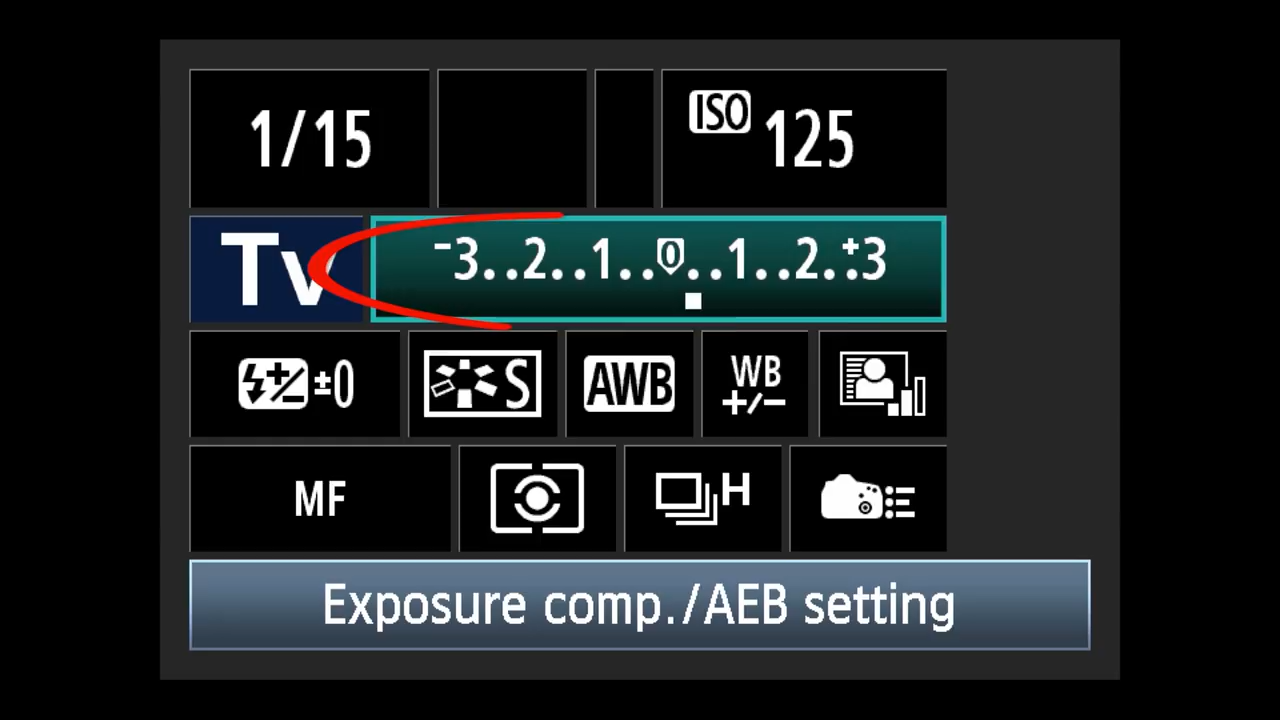 1/15 ISO 125
Tv -3..2..1..0..1..2..+3
±0 S AWB WB +/−
MF H
Exposure comp./AEB setting